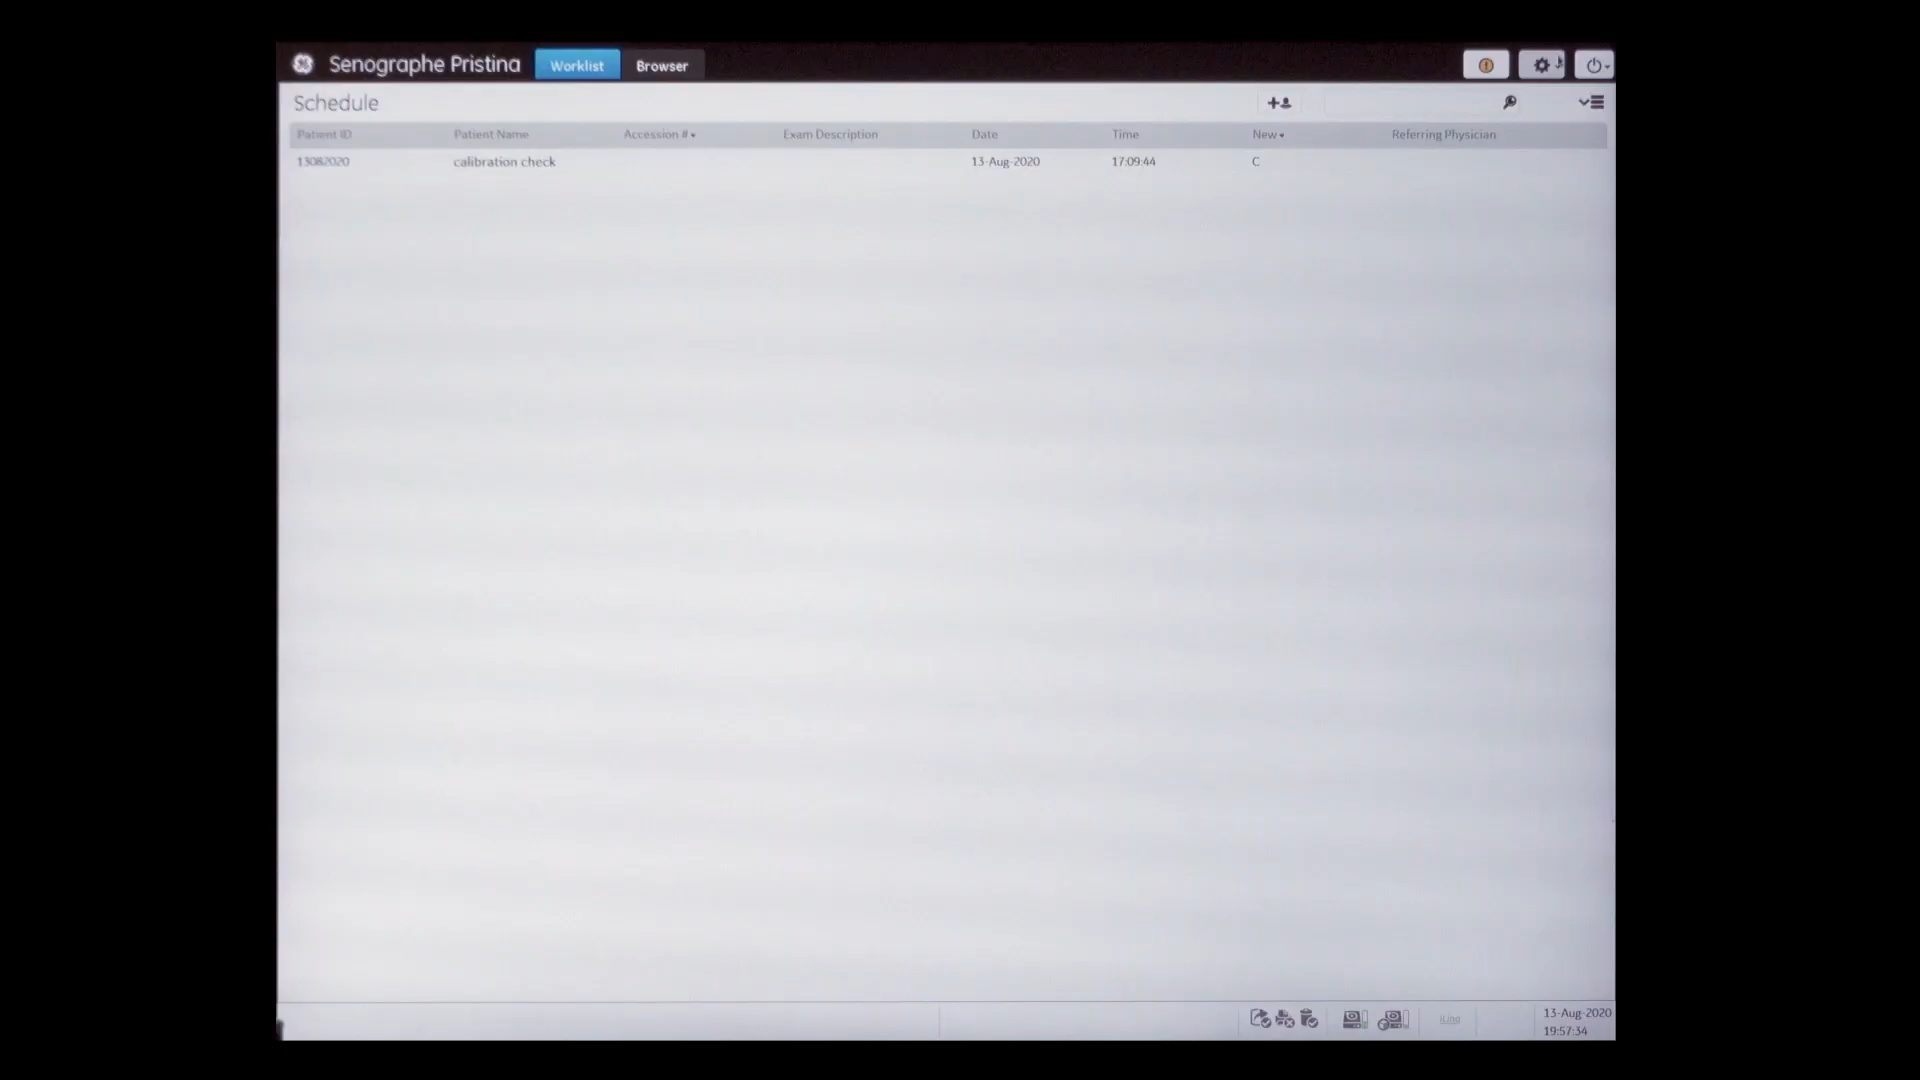 Senographe Pristina Worklist Browser
Schedule
Patient ID Patient Name Accession # Exam Description Date Time New Referring Physician
13082020 calibration check 13-Aug-2020 17:09:44 C
iLinq 13-Aug-2020
19:57:34